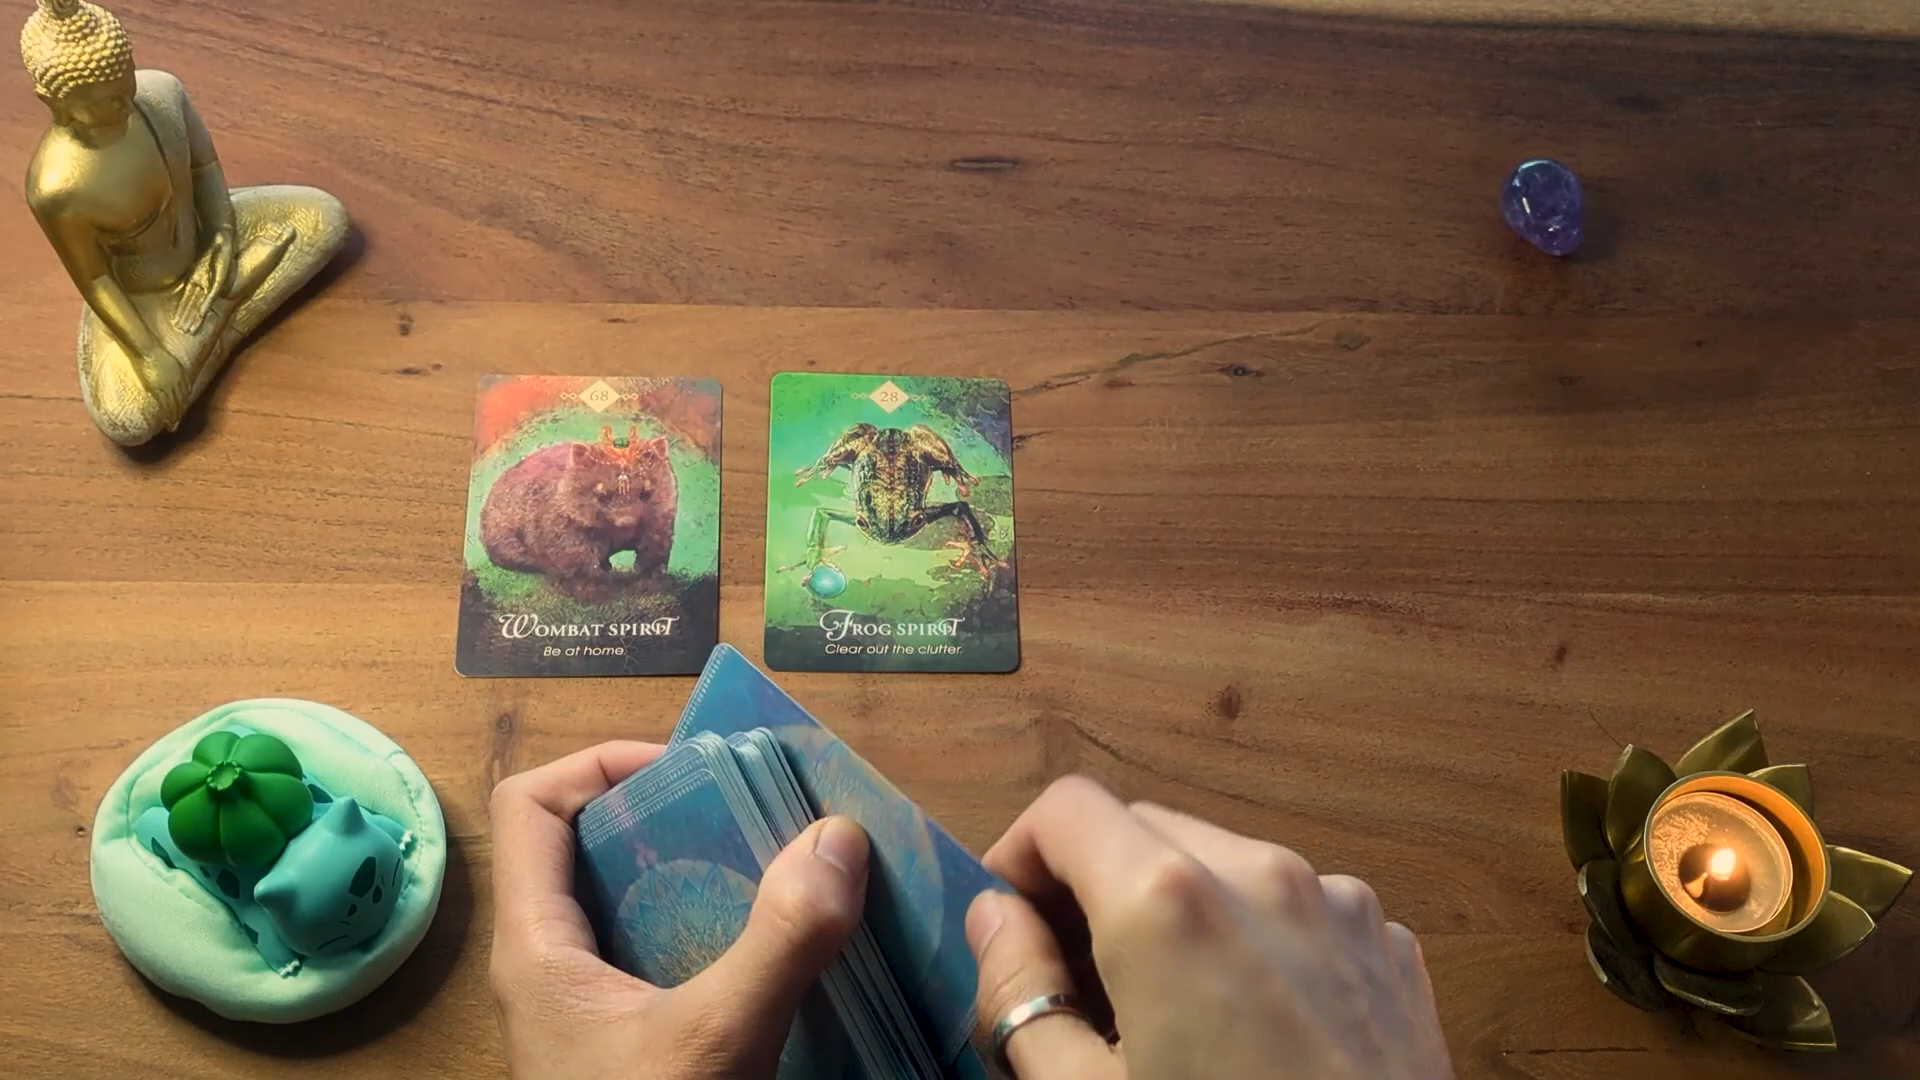 68
WOMBAT SPIRIT
Be at home
28
FROG SPIRIT
Clear out the clutter